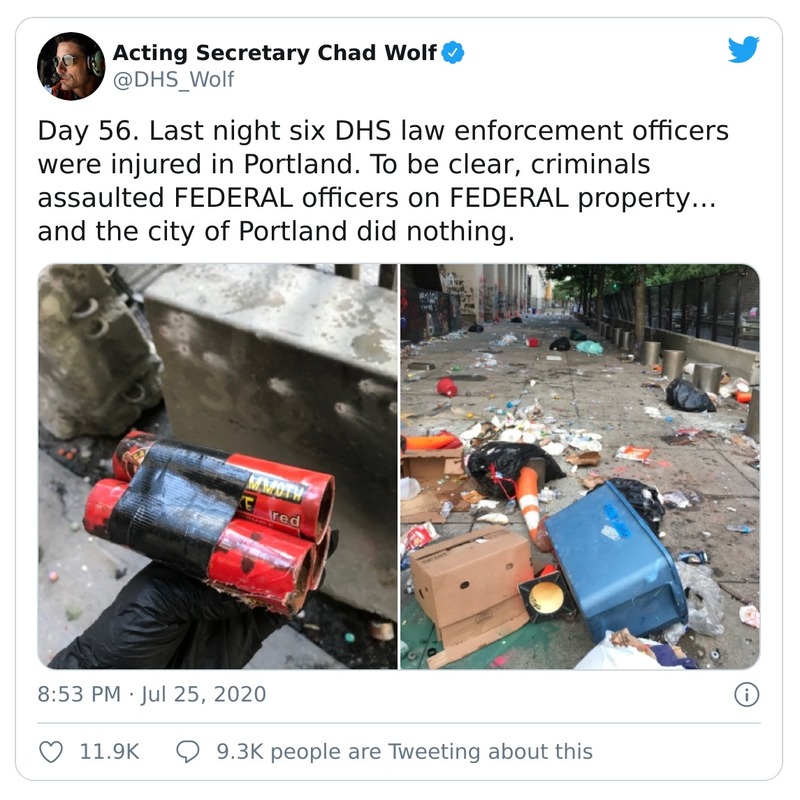 Acting Secretary Chad Wolf
@DHS_Wolf
Day 56. Last night six DHS law enforcement officers
were injured in Portland. To be clear, criminals
assaulted FEDERAL officers on FEDERAL property…
and the city of Portland did nothing.
red
8:53 PM · Jul 25, 2020
11.9K
9.3K people are Tweeting about this